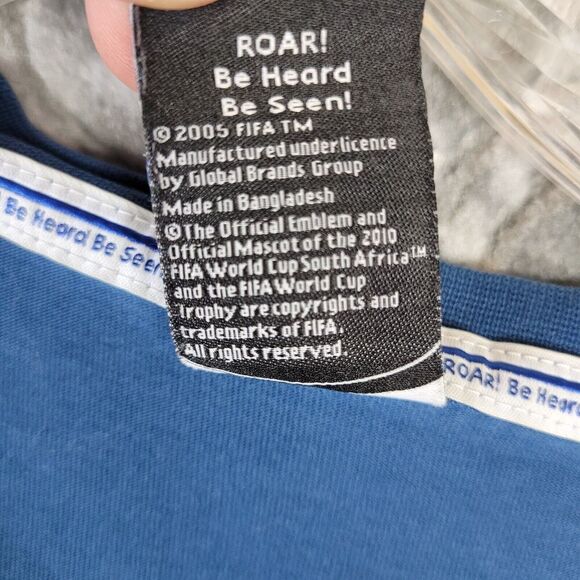 ROAR!
Be Heard
Be Seen!
© 2005 FIFA TM
Manufactured under licence
by Global Brands Group
Made in Bangladesh
© The Official Emblem and
Official Mascot of the 2010
FIFA World Cup South Africa™
and the FIFA World Cup
Trophy are copyrights and
trademarks of FIFA.
All rights reserved.
Be Heard Be Seen
ROAR! Be Heard